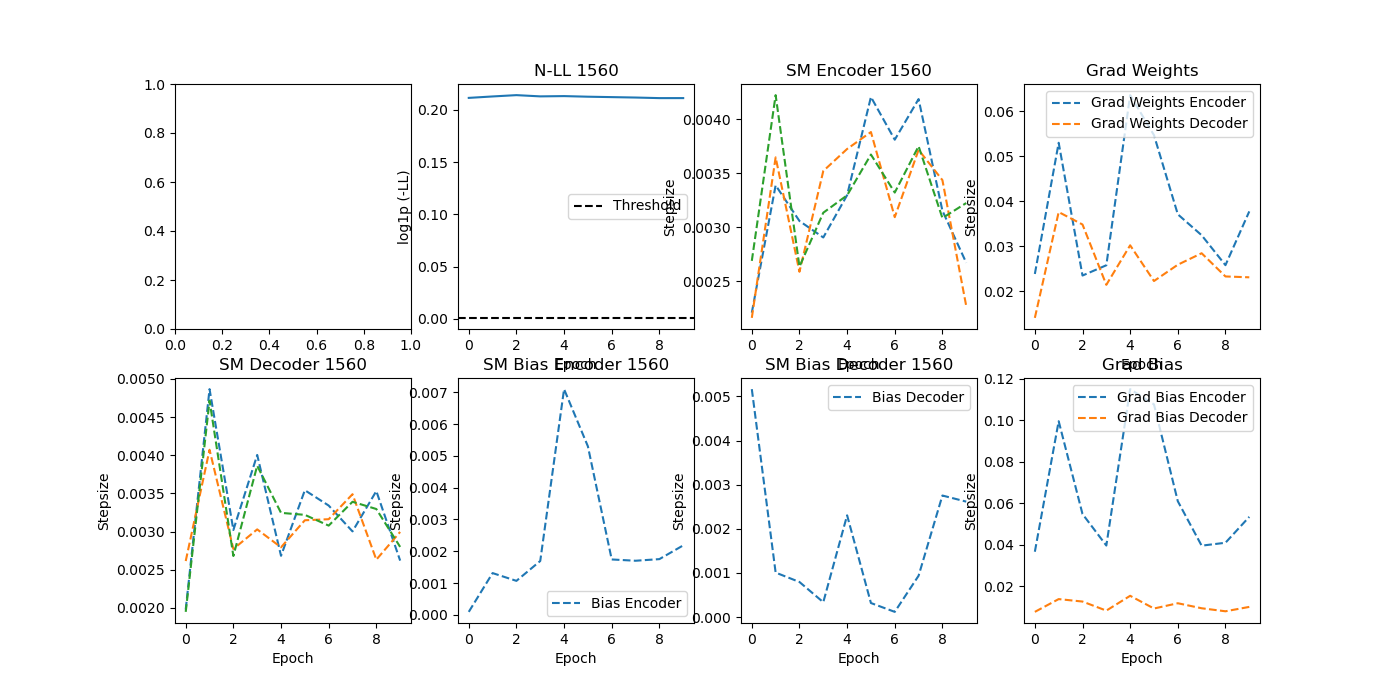 N-LL 1560
SM Encoder 1560
Grad Weights
1.0
0.8
0.6
0.4
0.2
0.0
0.0 0.2 0.4 0.6 0.8 1.0
log1p (-LL)
0.20
0.15
0.10
0.05
0.00
Threshold
0 2 4 6 8
Epoch
Stepsize
0.0040
0.0035
0.0030
0.0025
0 2 4 6 8
Epoch
Stepsize
0.06
0.05
0.04
0.03
0.02
Grad Weights Encoder
Grad Weights Decoder
0 2 4 6 8
Epoch
SM Decoder 1560
SM Bias Encoder 1560
SM Bias Decoder 1560
Grad Bias
Stepsize
0.0050
0.0045
0.0040
0.0035
0.0030
0.0025
0.0020
0 2 4 6 8
Epoch
Stepsize
0.007
0.006
0.005
0.004
0.003
0.002
0.001
0.000
Bias Encoder
0 2 4 6 8
Epoch
Stepsize
0.005
0.004
0.003
0.002
0.001
0.000
Bias Decoder
0 2 4 6 8
Epoch
Stepsize
0.12
0.10
0.08
0.06
0.04
0.02
Grad Bias Encoder
Grad Bias Decoder
0 2 4 6 8
Epoch